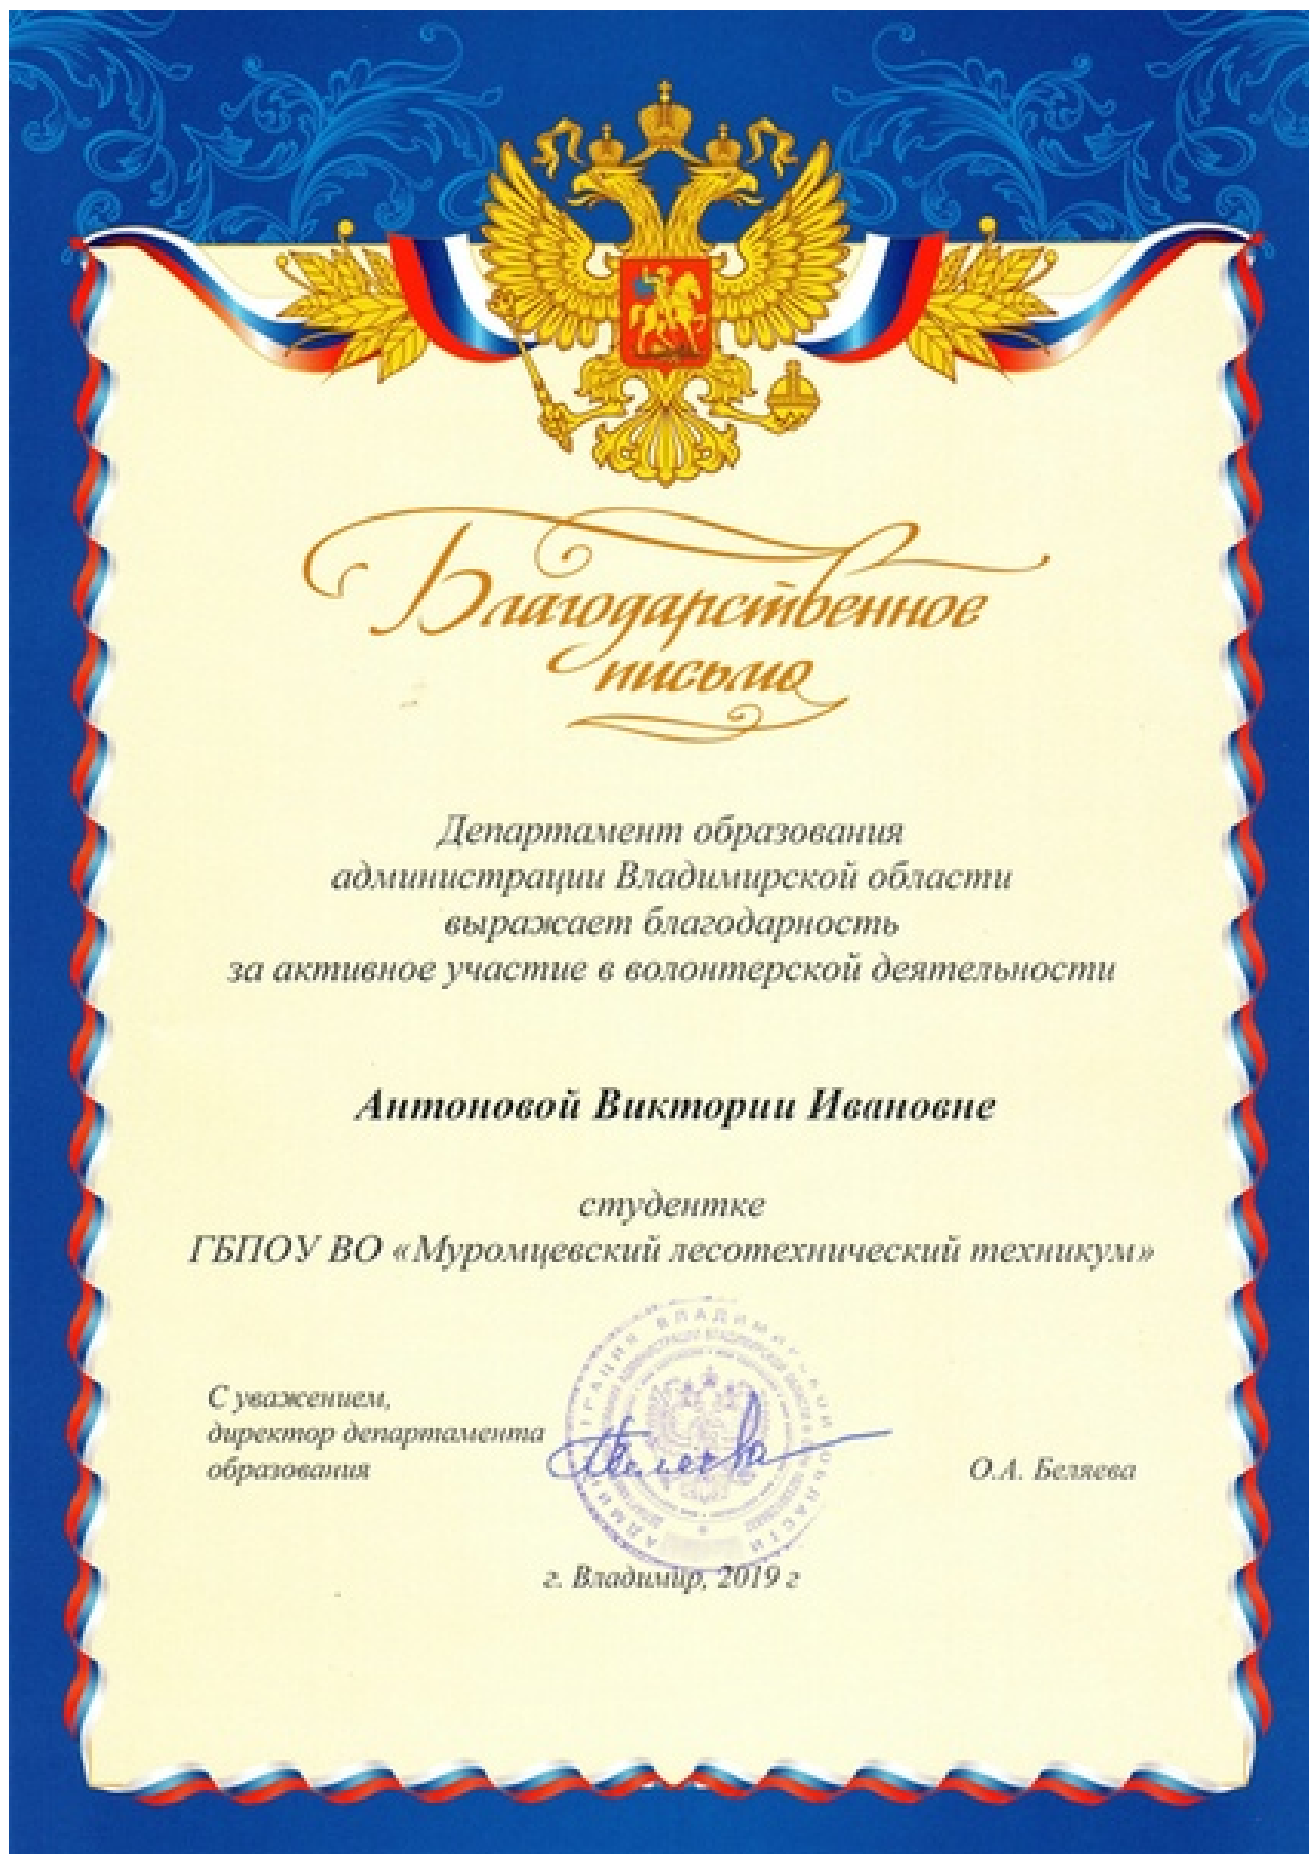 Благодарственное
письмо
Департамент образования
администрации Владимирской области
выражает благодарность
за активное участие в волонтерской деятельности
Антоновой Виктории Ивановне
студентке
ГБПОУ ВО «Муромцевский лесотехнический техникум»
С уважением,
директор департамента
образования
О.А. Беляева
г. Владимир, 2019 г